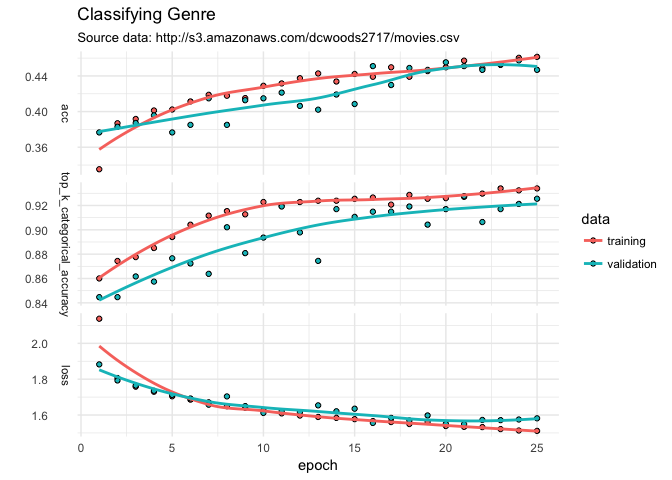 Classifying Genre
Source data: http://s3.amazonaws.com/dcwoods2717/movies.csv
acc
0.44
0.40
0.36
top_k_categorical_accuracy
0.92
0.90
0.88
0.86
0.84
loss
2.0
1.8
1.6
0
5
10
15
20
25
epoch
data
training
validation